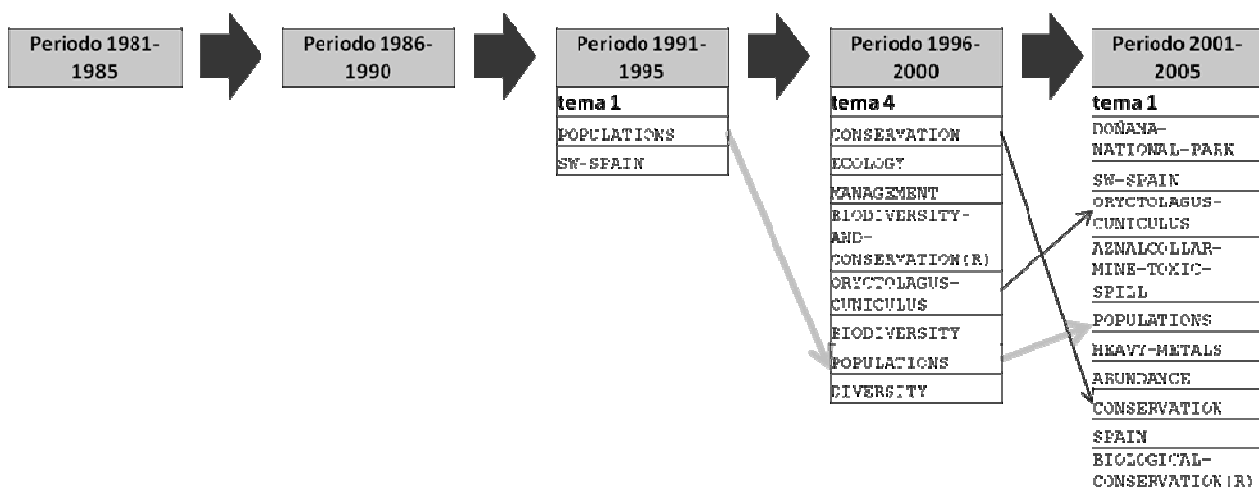 Periodo 1981-
1985
Periodo 1986-
1990
Periodo 1991-
1995
tema 1
POPULATIONS
SW-SPAIN
Periodo 1996-
2000
tema 4
CONSERVATION
ECOLOGY
MANAGEMENT
BIODIVERSITY-
AND-
CONSERVATION(R)
ORYCTOLAGUS-
CUNICULUS
BIODIVERSITY
POPULATIONS
DIVERSITY
Periodo 2001-
2005
tema 1
DOÑANA-
NATIONAL-PARK
SW-SPAIN
ORYCTOLAGUS-
CUNICULUS
AZNALCOLLAR-
MINE-TOXIC-
SPILL
POPULATIONS
HEAVY-METALS
ABUNDANCE
CONSERVATION
SPAIN
BIOLOGICAL-
CONSERVATION(R)